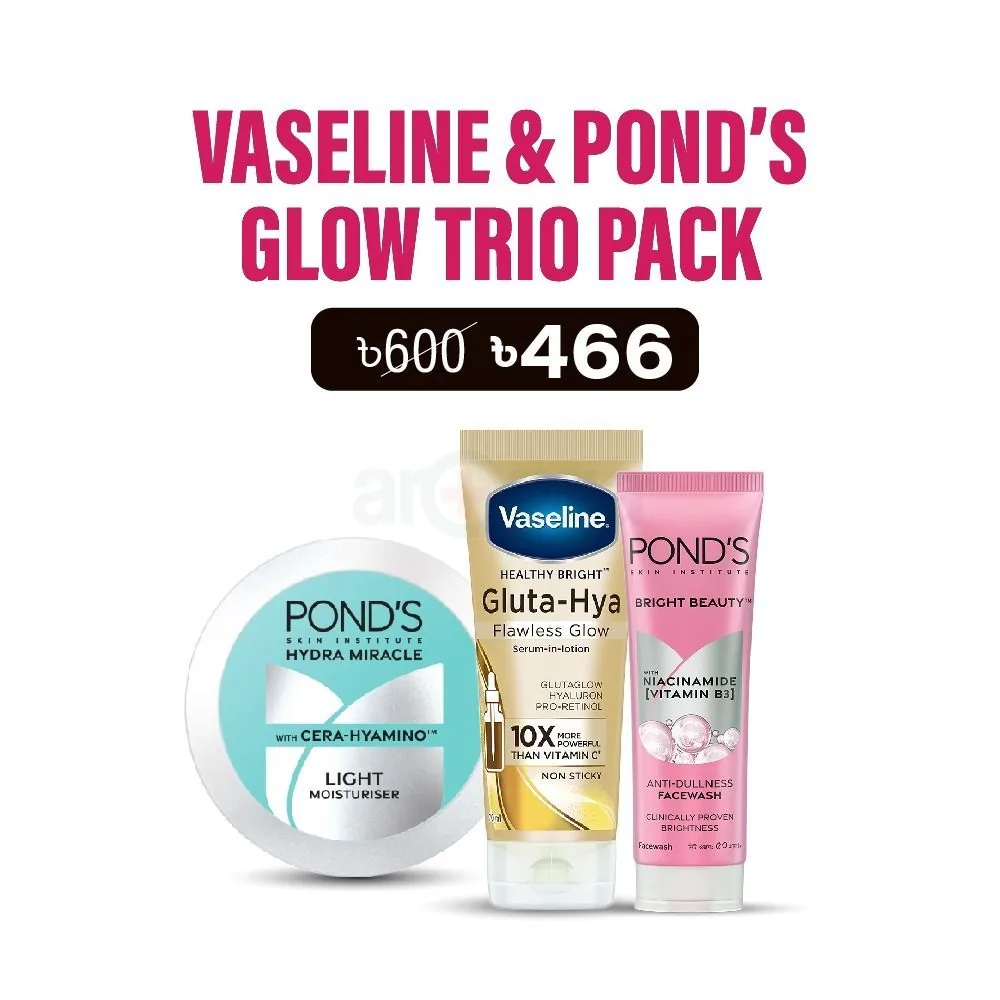 VASELINE & POND'S
GLOW TRIO PACK
৳600 ৳466
Vaseline
HEALTHY BRIGHT™
Gluta-Hya
Flawless Glow
Serum-in-lotion
GLUTAGLOW
HYALURON
PRO-RETINOL
10X MORE POWERFUL
THAN VITAMIN C*
NON STICKY
POND'S
SKIN INSTITUTE
BRIGHT BEAUTY™
WITH
NIACINAMIDE
[VITAMIN B3]
ANTI-DULLNESS
FACEWASH
CLINICALLY PROVEN
BRIGHTNESS
Facewash
POND'S
SKIN INSTITUTE
HYDRA MIRACLE
WITH CERA-HYAMINO™
LIGHT
MOISTURISER